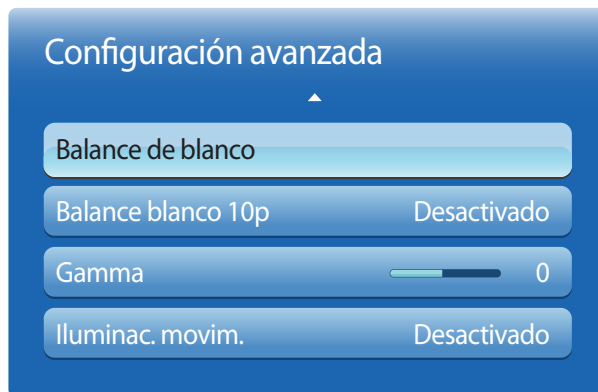 Configuración avanzada
Balance de blanco
Balance blanco 10p Desactivado
Gamma 0
Iluminac. movim. Desactivado